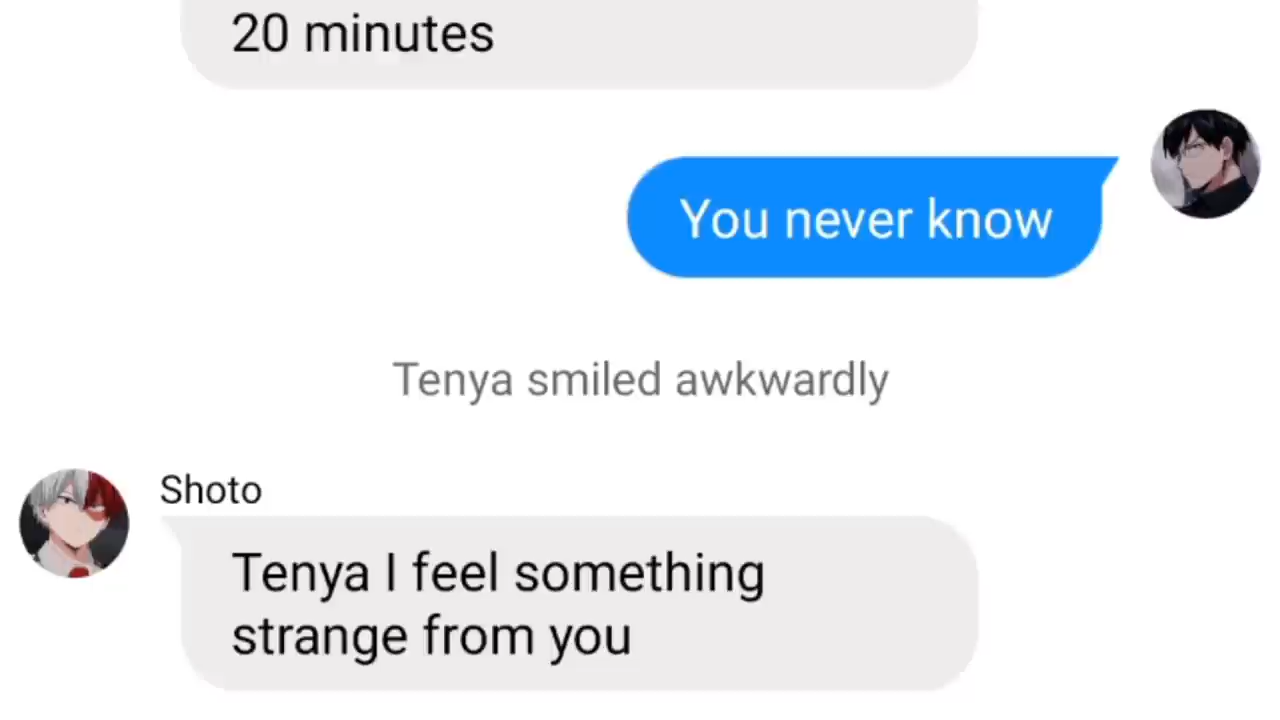 20 minutes
You never know
Tenya smiled awkwardly
Shoto
Tenya I feel something
strange from you